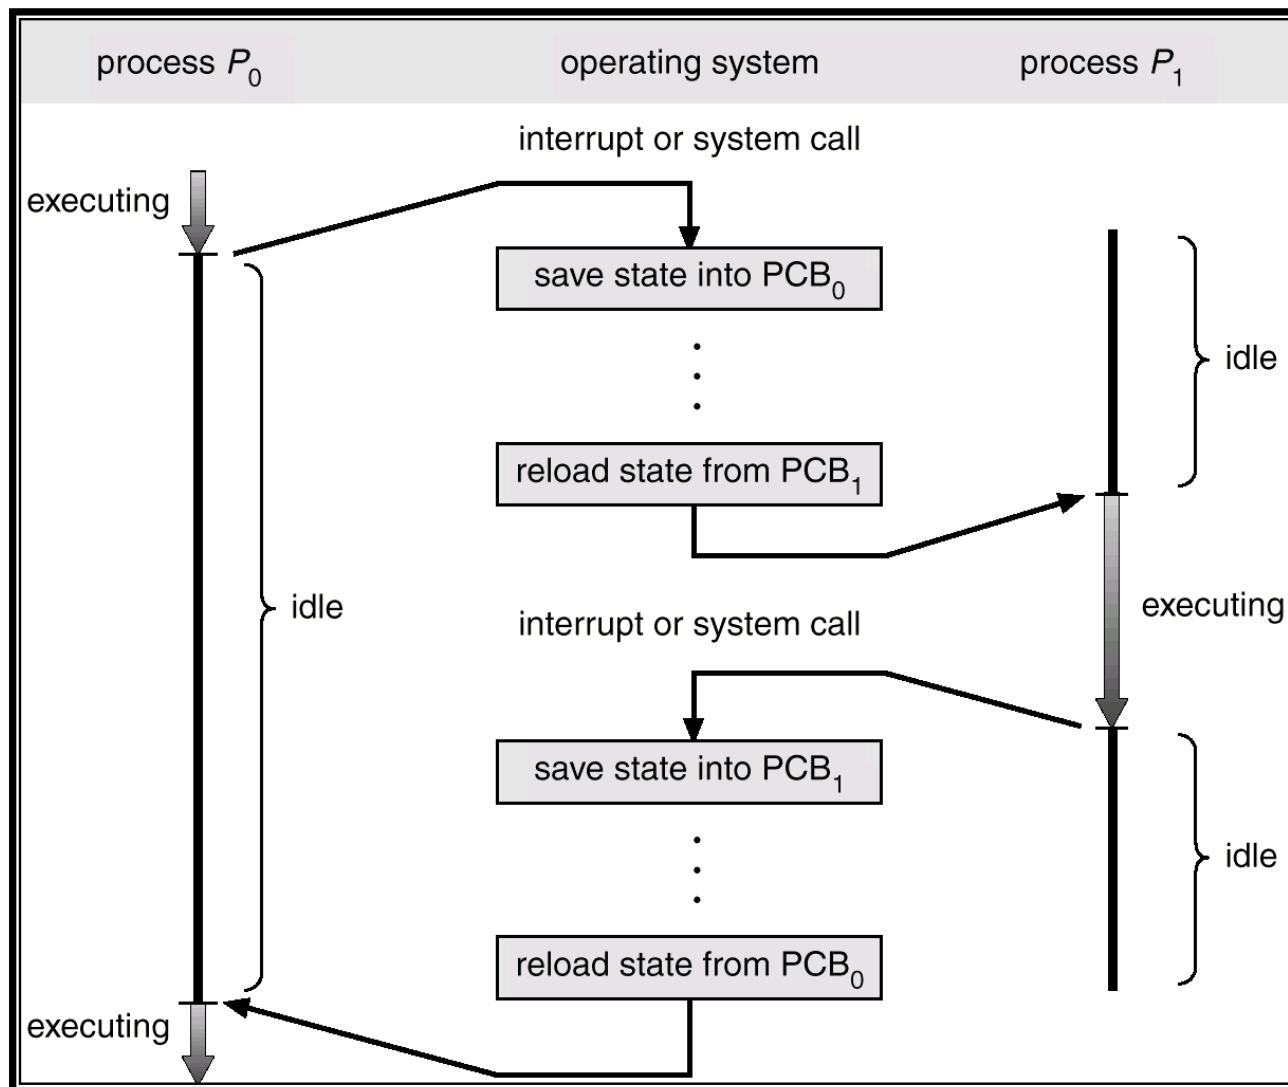 process P₀ operating system process P₁
interrupt or system call
executing
save state into PCB₀
idle
reload state from PCB₁
executing
idle
interrupt or system call
save state into PCB₁
idle
reload state from PCB₀
executing